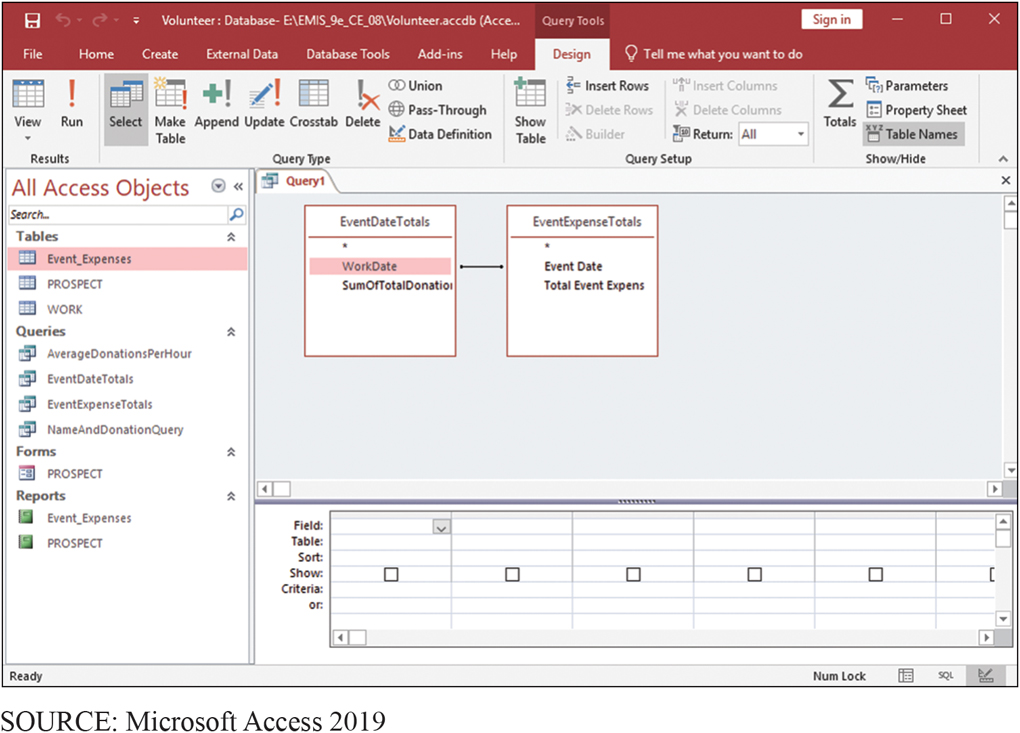 Volunteer : Database- E:\EMIS_9e_CE_08\Volunteer.accdb (Acce...
Query Tools
Sign in
File Home Create External Data Database Tools Add-ins Help Design Tell me what you want to do
View
Run
Results
Select
Make Table
Append
Update
Crosstab
Delete
Union
Pass-Through
Data Definition
Query Type
Show Table
Insert Rows
Delete Rows
Builder
Insert Columns
Delete Columns
Return: All
Query Setup
Totals
Parameters
Property Sheet
XYZ Table Names
Show/Hide
All Access Objects
Search...
Tables
Event_Expenses
PROSPECT
WORK
Queries
AverageDonationsPerHour
EventDateTotals
EventExpenseTotals
NameAndDonationQuery
Forms
PROSPECT
Reports
Event_Expenses
PROSPECT
Query1
EventDateTotals
*
WorkDate
SumOfTotalDonation
EventExpenseTotals
*
Event Date
Total Event Expens
Field:
Table:
Sort:
Show:
Criteria:
or:
Ready
Num Lock
SQL
SOURCE: Microsoft Access 2019